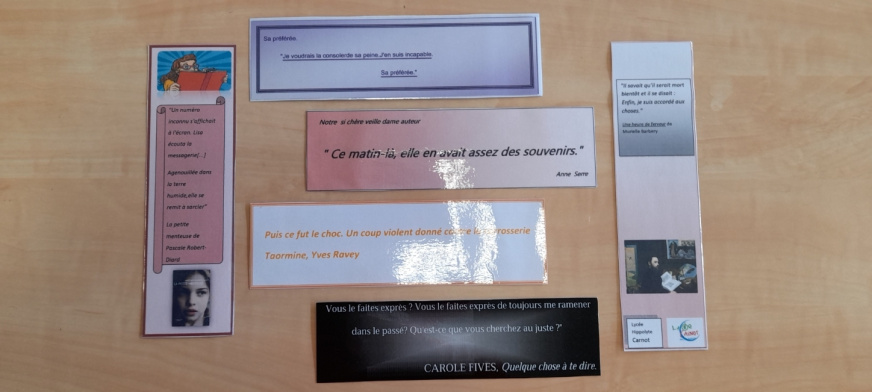 "Un numéro
inconnu s'affichait
à l'écran. Lisa
écouta la
messagerie[...]
Agenouillée dans
la terre
humide,elle se
remit à sarcler"
La petite
menteuse de
Pascale Robert-
Diard
Sa préférée.
"Je voudrais la consolerde sa peine.J'en suis incapable.
Sa préférée."
Notre si chère veille dame auteur
" Ce matin-là, elle en avait assez des souvenirs."
Anne Serre
Puis ce fut le choc. Un coup violent donné contre la carrosserie
Taormine, Yves Ravey
Vous le faites exprès ? Vous le faites exprès de toujours me ramener
dans le passé? Qu'est-ce que vous cherchez au juste ?"
CAROLE FIVES, Quelque chose à te dire.
"Il savait qu'il serait mort
bientôt et il se disait :
Enfin, je suis accordé aux
choses."
Une heure de ferveur de
Murielle Barbery
Lycée
Hippolyte
Carnot